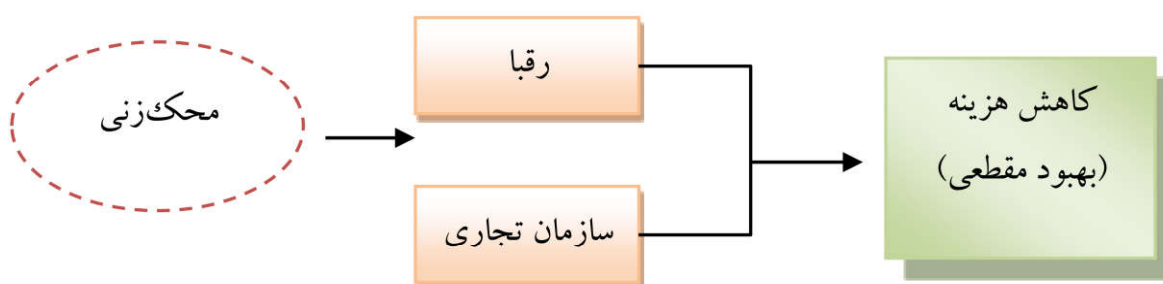 محک‌زنی
رقبا
سازمان تجاری
کاهش هزینه
(بهبود مقطعی)